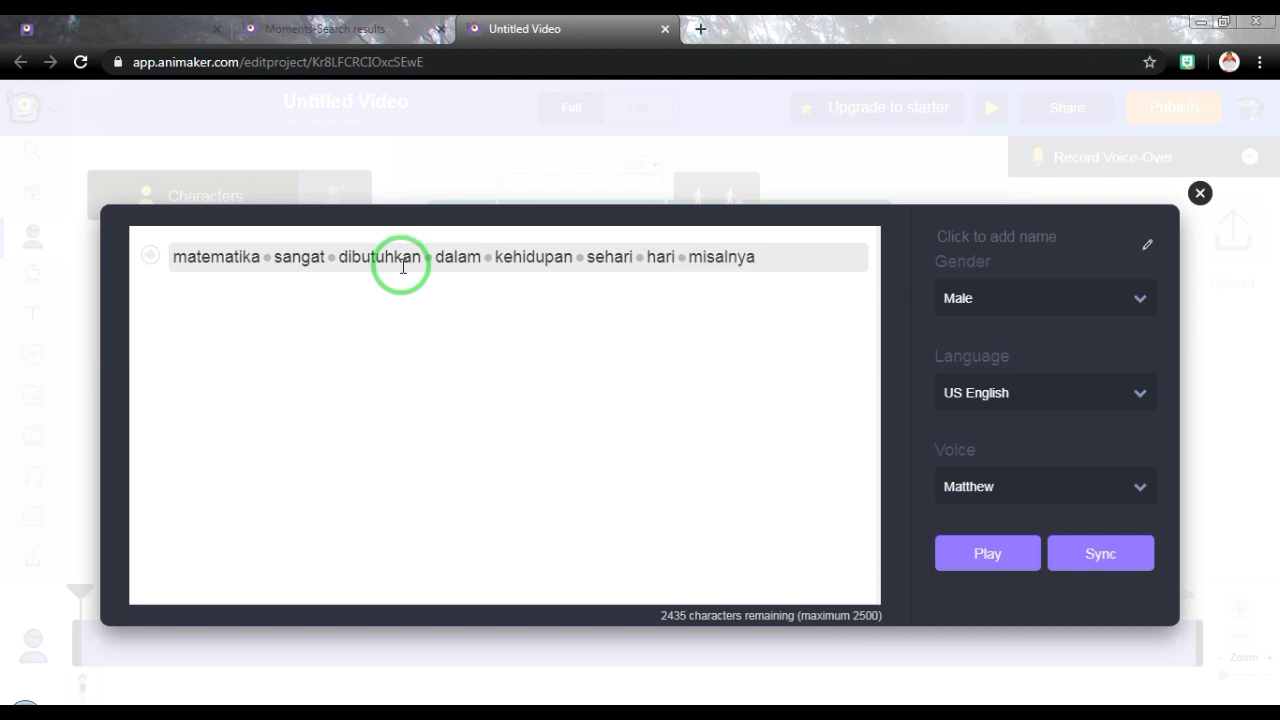 Moments-Search results
Untitled Video
app.animaker.com/editproject/Kr8LFCRCIOxcSEwE
Untitled Video
Full
Upgrade to starter
Share
Publish
Record Voice-Over
Characters
matematika sangat dibutuhkan dalam kehidupan sehari hari misalnya
Click to add name
Gender
Male
Language
US English
Voice
Matthew
Play
Sync
2435 characters remaining (maximum 2500)
Upload
- Zoom +